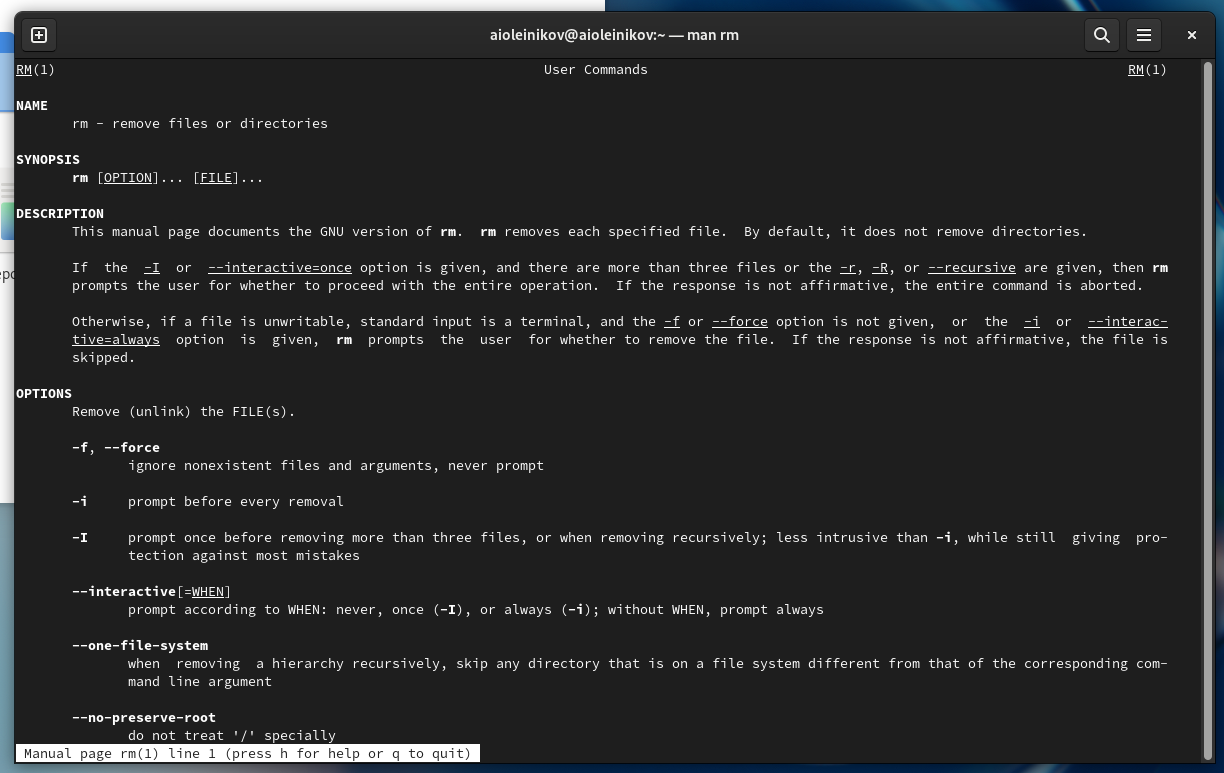 aioleinikov@aioleinikov:~ — man rm
RM(1) User Commands RM(1)
NAME
rm - remove files or directories
SYNOPSIS
rm [OPTION]... [FILE]...
DESCRIPTION
This manual page documents the GNU version of rm.  rm removes each specified file.  By default, it does not remove directories.
If  the  -I  or  --interactive=once option is given, and there are more than three files or the -r, -R, or --recursive are given, then rm
prompts the user for whether to proceed with the entire operation.  If the response is not affirmative, the entire command is aborted.
Otherwise, if a file is unwritable, standard input is a terminal, and the -f or --force option is not given,  or  the  -i  or  --interac-
tive=always  option  is  given,  rm  prompts  the  user  for whether to remove the file.  If the response is not affirmative, the file is
skipped.
OPTIONS
Remove (unlink) the FILE(s).
-f, --force
ignore nonexistent files and arguments, never prompt
-i     prompt before every removal
-I     prompt once before removing more than three files, or when removing recursively; less intrusive than -i, while still  giving  pro-
tection against most mistakes
--interactive[=WHEN]
prompt according to WHEN: never, once (-I), or always (-i); without WHEN, prompt always
--one-file-system
when  removing  a hierarchy recursively, skip any directory that is on a file system different from that of the corresponding com-
mand line argument
--no-preserve-root
do not treat '/' specially
Manual page rm(1) line 1 (press h for help or q to quit)